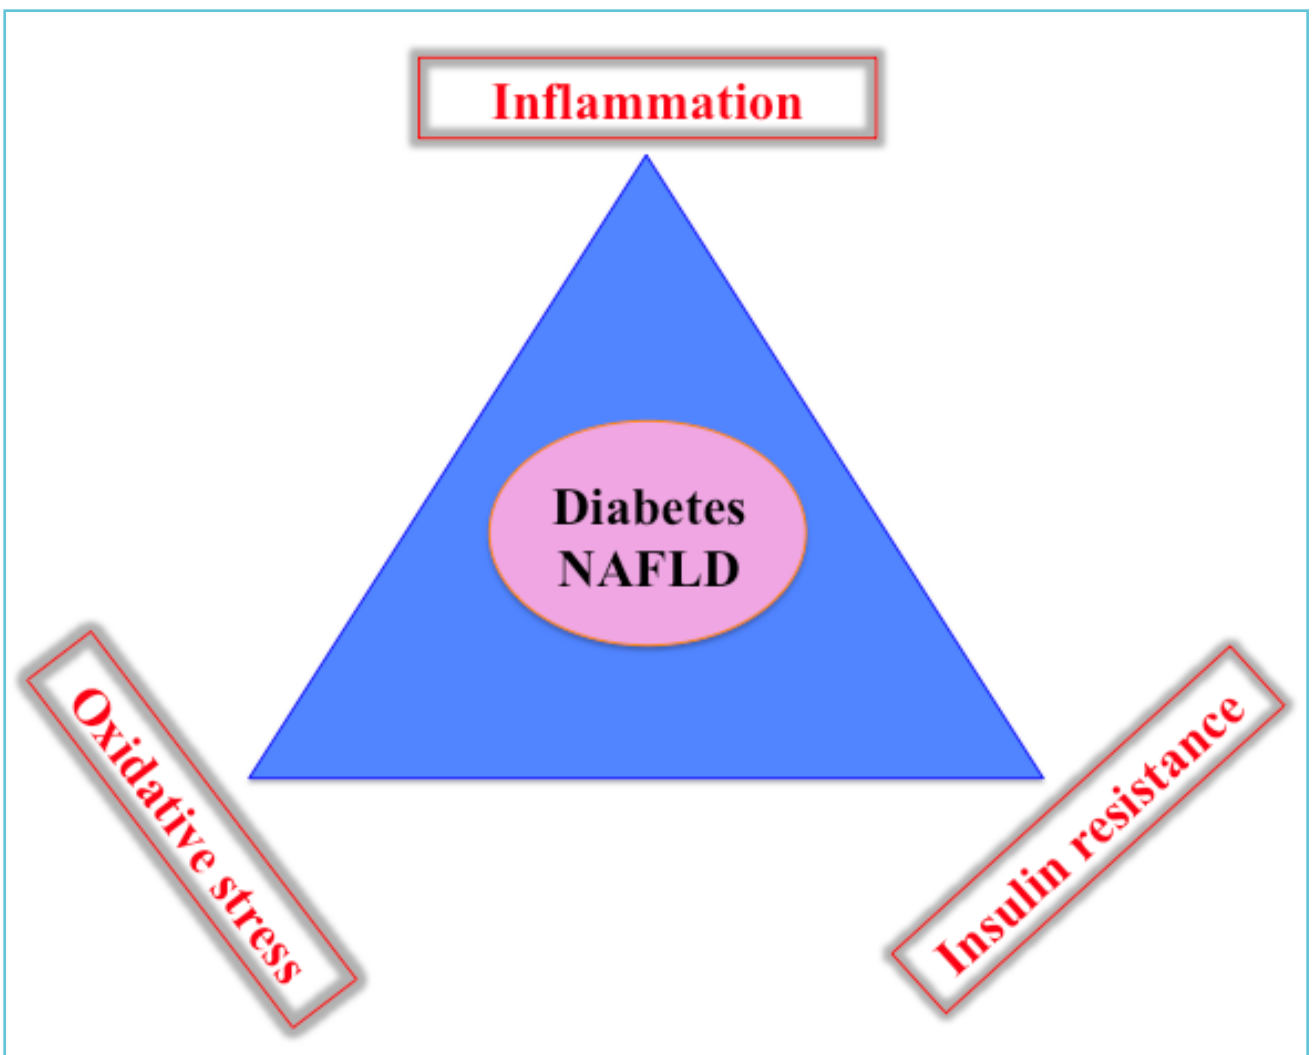 Inflammation
Diabetes
NAFLD
Oxidative stress
Insulin resistance